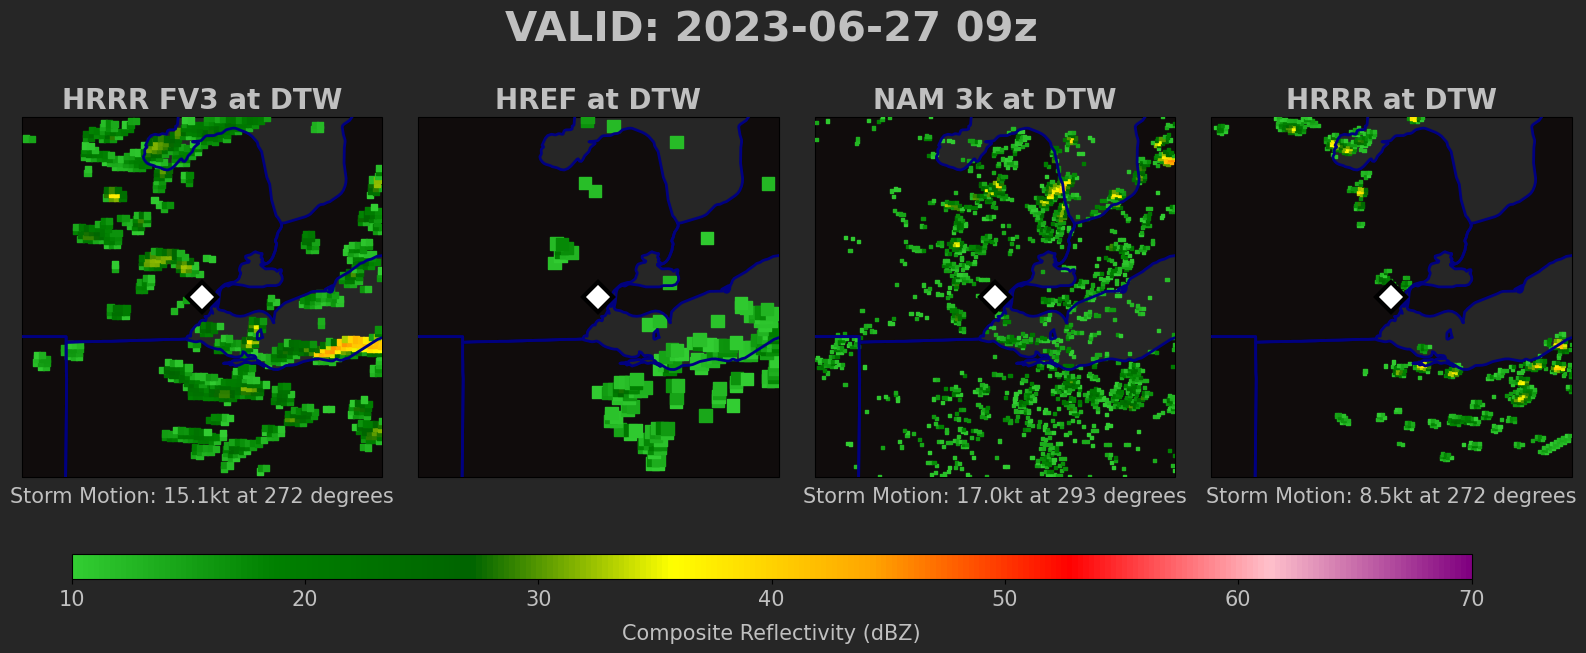 VALID: 2023-06-27 09z
HRRR FV3 at DTW
HREF at DTW
NAM 3k at DTW
HRRR at DTW
Storm Motion: 15.1kt at 272 degrees
Storm Motion: 17.0kt at 293 degrees
Storm Motion: 8.5kt at 272 degrees
10 20 30 40 50 60 70
Composite Reflectivity (dBZ)